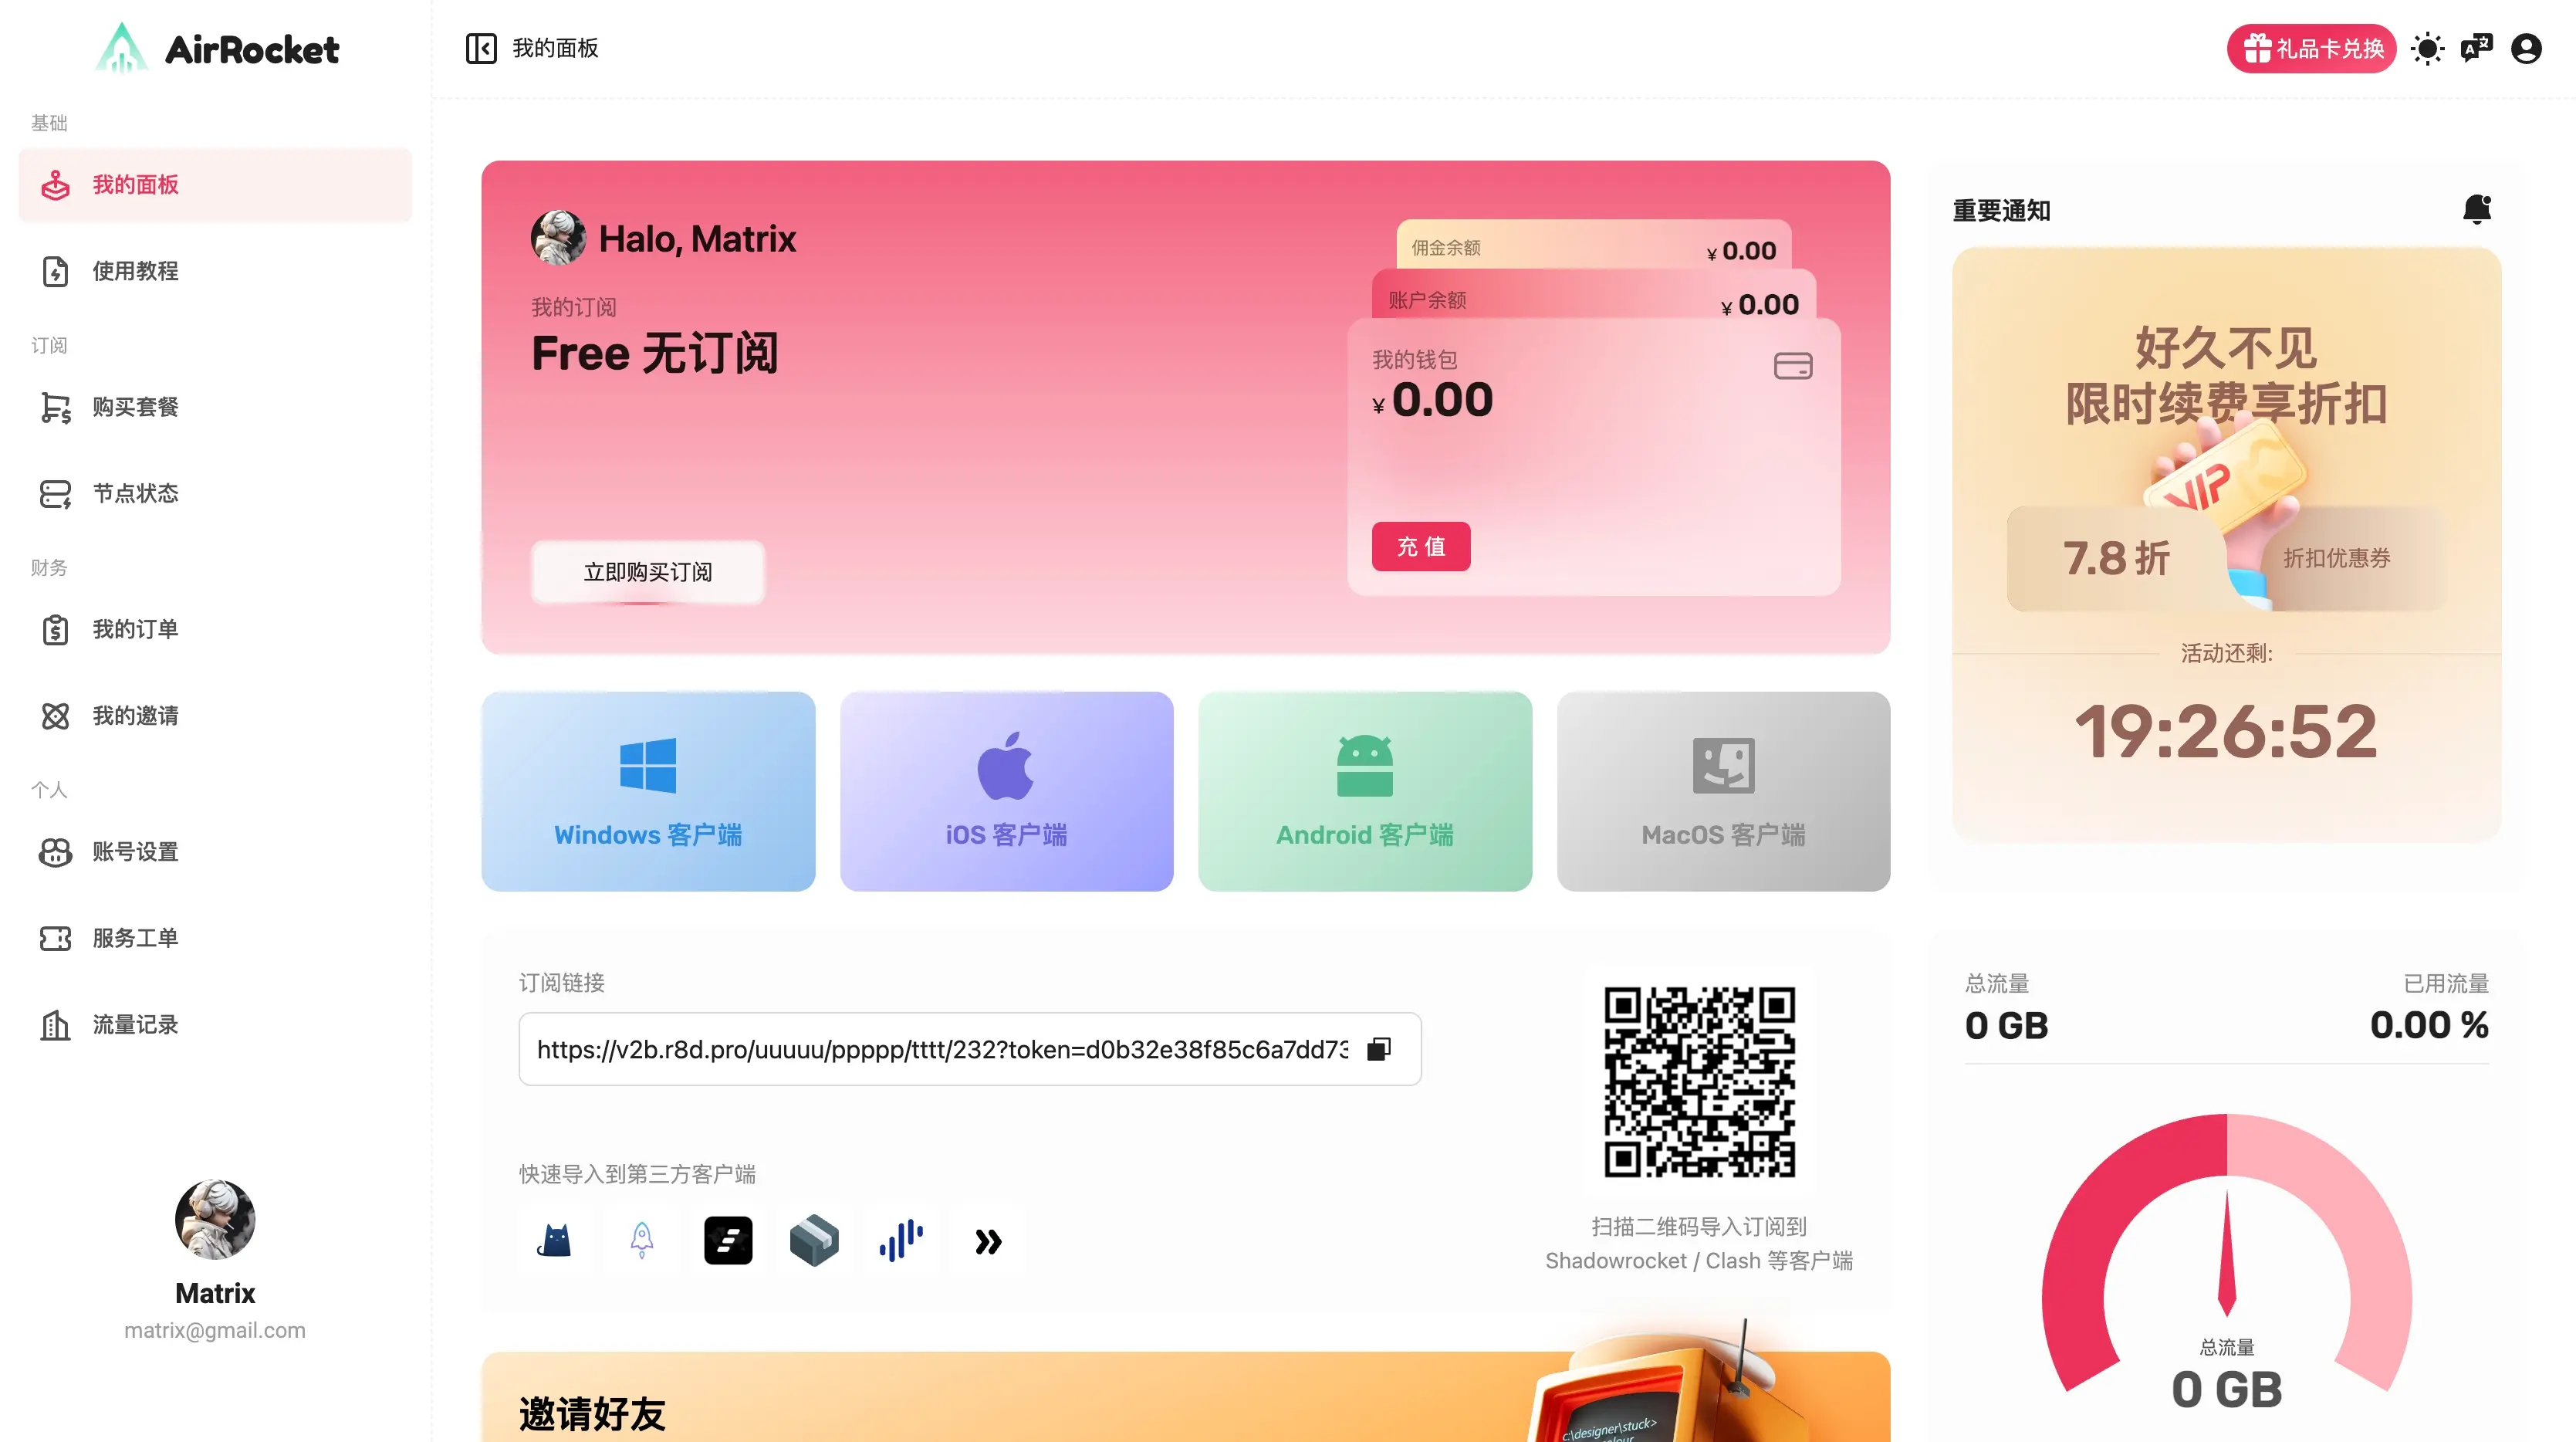 AirRocket
基础
我的面板
使用教程
订阅
购买套餐
节点状态
财务
我的订单
我的邀请
个人
账号设置
服务工单
流量记录
Matrix
matrix@gmail.com
我的面板
礼品卡兑换
Halo, Matrix
我的订阅
Free 无订阅
立即购买订阅
佣金余额
¥ 0.00
账户余额
¥ 0.00
我的钱包
¥ 0.00
充 值
Windows 客户端
iOS 客户端
Android 客户端
MacOS 客户端
订阅链接
https://v2b.r8d.pro/uuuuu/ppppp/tttt/232?token=d0b32e38f85c6a7dd73
快速导入到第三方客户端
扫描二维码导入订阅到
Shadowrocket / Clash 等客户端
邀请好友
c:\designer\stuck>
重要通知
好久不见
限时续费享折扣
VIP
7.8 折
折扣优惠券
活动还剩:
19:26:52
总流量
0 GB
已用流量
0.00 %
总流量
0 GB